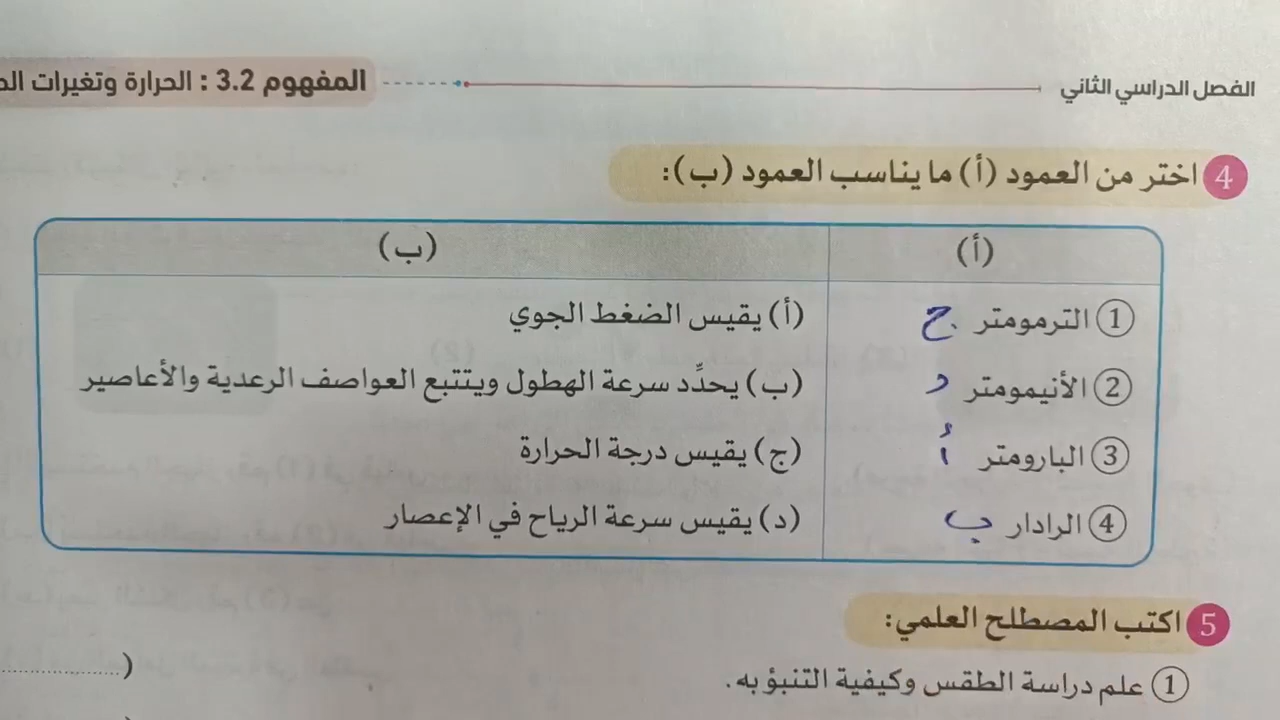 الفصل الدراسي الثاني
المفهوم 3.2 : الحرارة وتغيرات
4 اختر من العمود (أ) ما يناسب العمود (ب):
(أ) (ب)
1 الترمومتر ج (أ) يقيس الضغط الجوي
2 الأنيمومتر د (ب) يحدِّد سرعة الهطول ويتتبع العواصف الرعدية والأعاصير
3 البارومتر أ (ج) يقيس درجة الحرارة
4 الرادار ب (د) يقيس سرعة الرياح في الإعصار
5 اكتب المصطلح العلمي:
1 علم دراسة الطقس وكيفية التنبؤ به. (..............